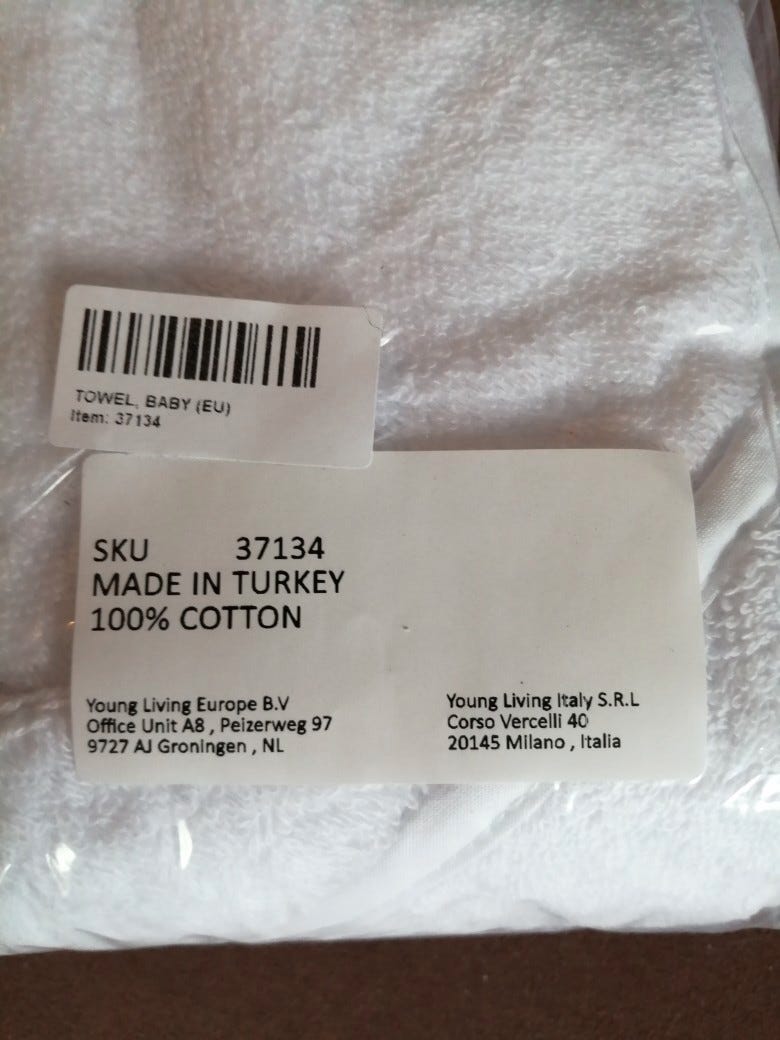 TOWEL, BABY (EU)
Item: 37134
SKU 37134
MADE IN TURKEY
100% COTTON
Young Living Europe B.V
Office Unit A8 , Peizerweg 97
9727 AJ Groningen , NL
Young Living Italy S.R.L
Corso Vercelli 40
20145 Milano , Italia